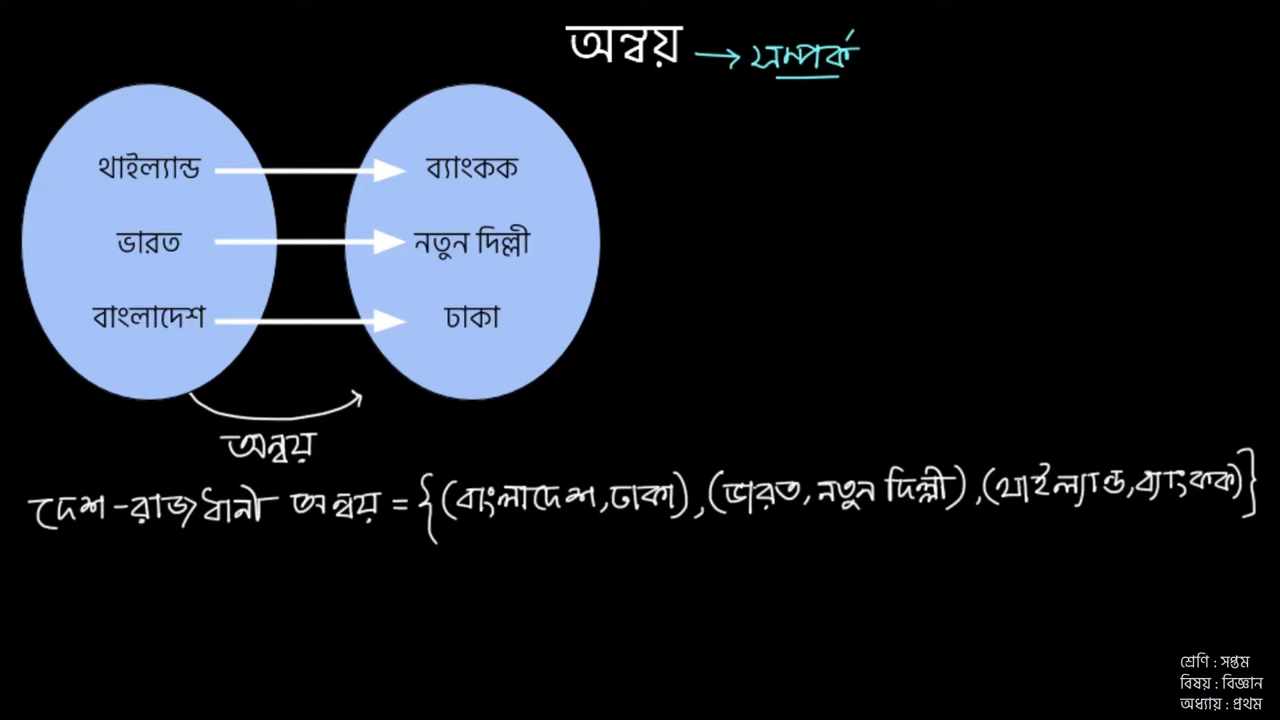 অন্বয় → সম্পর্ক
থাইল্যান্ড → ব্যাংকক
ভারত → নতুন দিল্লী
বাংলাদেশ → ঢাকা
অন্বয়
দেশ-রাজধানী অন্বয় = {(বাংলাদেশ,ঢাকা),(ভারত,নতুন দিল্লী),(থাইল্যান্ড,ব্যাংকক)}
শ্রেণি : সপ্তম
বিষয় : বিজ্ঞান
অধ্যায় : প্রথম